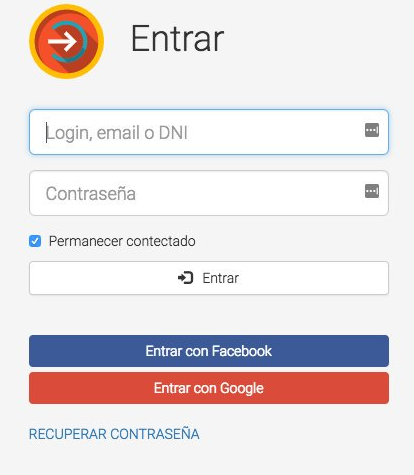 Entrar
Login, email o DNI
Contraseña
Permanecer contectado
Entrar
Entrar con Facebook
Entrar con Google
RECUPERAR CONTRASEÑA